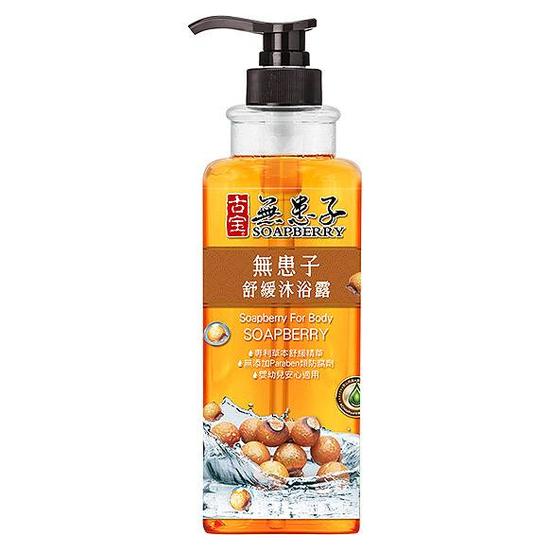 古宝 無患子
SOAPBERRY
無患子
舒緩沐浴露
Soapberry For Body
SOAPBERRY
專利草本舒緩精華
無添加Paraben類防腐劑
嬰幼兒安心適用